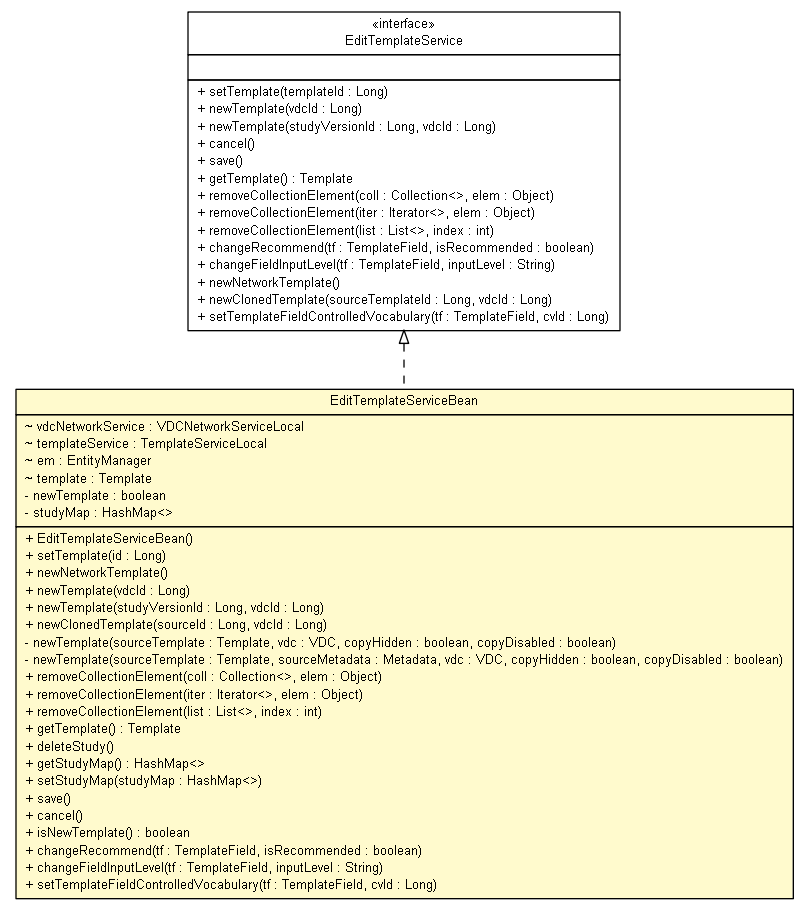 «interface»
EditTemplateService
+ setTemplate(templateId : Long)
+ newTemplate(vdcId : Long)
+ newTemplate(studyVersionId : Long, vdcId : Long)
+ cancel()
+ save()
+ getTemplate() : Template
+ removeCollectionElement(coll : Collection<>, elem : Object)
+ removeCollectionElement(iter : Iterator<>, elem : Object)
+ removeCollectionElement(list : List<>, index : int)
+ changeRecommend(tf : TemplateField, isRecommended : boolean)
+ changeFieldInputLevel(tf : TemplateField, inputLevel : String)
+ newNetworkTemplate()
+ newClonedTemplate(sourceTemplateId : Long, vdcId : Long)
+ setTemplateFieldControlledVocabulary(tf : TemplateField, cvId : Long)
EditTemplateServiceBean
~ vdcNetworkService : VDCNetworkServiceLocal
~ templateService : TemplateServiceLocal
~ em : EntityManager
~ template : Template
- newTemplate : boolean
- studyMap : HashMap<>
+ EditTemplateServiceBean()
+ setTemplate(id : Long)
+ newNetworkTemplate()
+ newTemplate(vdcId : Long)
+ newTemplate(studyVersionId : Long, vdcId : Long)
+ newClonedTemplate(sourceId : Long, vdcId : Long)
- newTemplate(sourceTemplate : Template, vdc : VDC, copyHidden : boolean, copyDisabled : boolean)
- newTemplate(sourceTemplate : Template, sourceMetadata : Metadata, vdc : VDC, copyHidden : boolean, copyDisabled : boolean)
+ removeCollectionElement(coll : Collection<>, elem : Object)
+ removeCollectionElement(iter : Iterator<>, elem : Object)
+ removeCollectionElement(list : List<>, index : int)
+ getTemplate() : Template
+ deleteStudy()
+ getStudyMap() : HashMap<>
+ setStudyMap(studyMap : HashMap<>)
+ save()
+ cancel()
+ isNewTemplate() : boolean
+ changeRecommend(tf : TemplateField, isRecommended : boolean)
+ changeFieldInputLevel(tf : TemplateField, inputLevel : String)
+ setTemplateFieldControlledVocabulary(tf : TemplateField, cvId : Long)